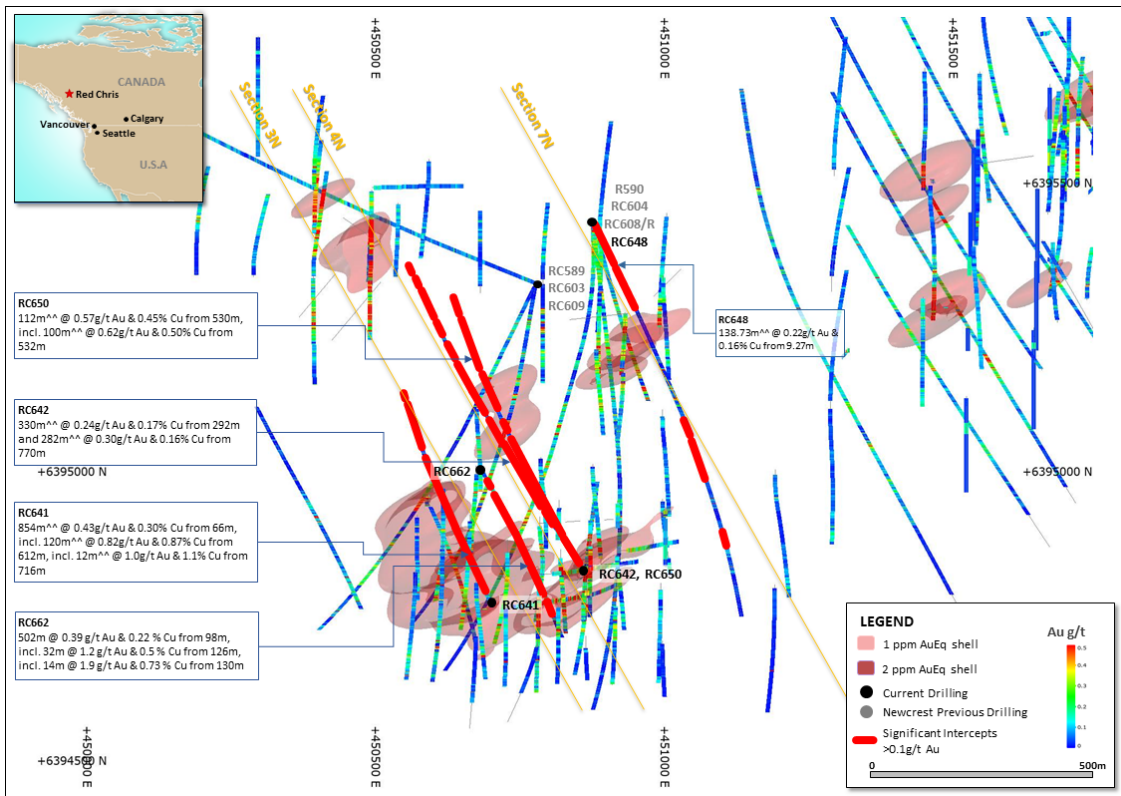 CANADA
Red Chris
Calgary
Vancouver
Seattle
U.S.A
+450500 E
+451000 E
+451500 E
Section 3N
Section 4N
Section 7N
+6395500 N
R590
RC604
RC608/R
RC648
RC589
RC603
RC609
RC650
112m^^ @ 0.57g/t Au & 0.45% Cu from 530m,
incl. 100m^^ @ 0.62g/t Au & 0.50% Cu from
532m
RC648
138.73m^^ @ 0.22g/t Au &
0.16% Cu from 9.27m
RC642
330m^^ @ 0.24g/t Au & 0.17% Cu from 292m
and 282m^^ @ 0.30g/t Au & 0.16% Cu from
770m
+6395000 N
RC662
+6395000 N
RC641
854m^^ @ 0.43g/t Au & 0.30% Cu from 66m,
incl. 120m^^ @ 0.82g/t Au & 0.87% Cu from
612m, incl. 12m^^ @ 1.0g/t Au & 1.1% Cu from
716m
RC642, RC650
RC641
RC662
502m @ 0.39 g/t Au & 0.22 % Cu from 98m,
incl. 32m @ 1.2 g/t Au & 0.5 % Cu from 126m,
incl. 14m @ 1.9 g/t Au & 0.73 % Cu from 130m
+6394500 N
+450000 E
+450500 E
+451000 E
LEGEND
1 ppm AuEq shell
2 ppm AuEq shell
Current Drilling
Newcrest Previous Drilling
Significant Intercepts
>0.1g/t Au
Au g/t
0.5
0.4
0.3
0.2
0.1
0
0
500m